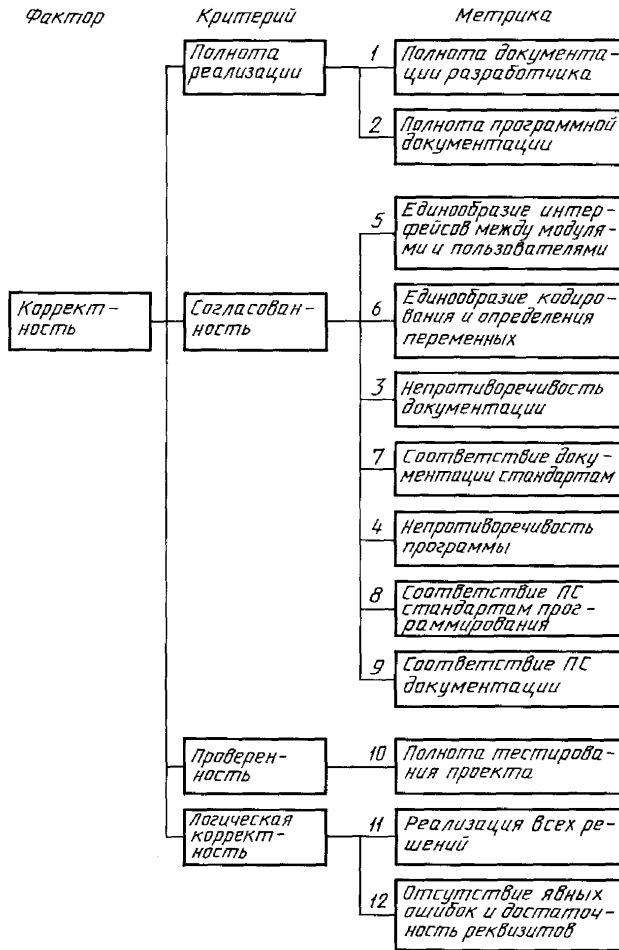 Фактор Критерий Метрика
Полнота
реализации
1
Полнота документа-
ции разработчика
2
Полнота программной
документации
Коррект-
ность
Согласован-
ность
5
Единообразие интер-
фейсов между модуля-
ми и пользователями
6
Единообразие кодиро-
вания и определения
переменных
3
Непротиворечивость
документации
7
Соответствие доку-
ментации стандартам
4
Непротиворечивость
программы
8
Соответствие ПС
стандартам прог-
раммирования
9
Соответствие ПС
документации
Проверен-
ность
10
Полнота тестирова-
ния проекта
Логическая
коррект-
ность
11
Реализация всех ре-
шений
12
Отсутствие явных
ошибок и достаточ-
ность реквизитов